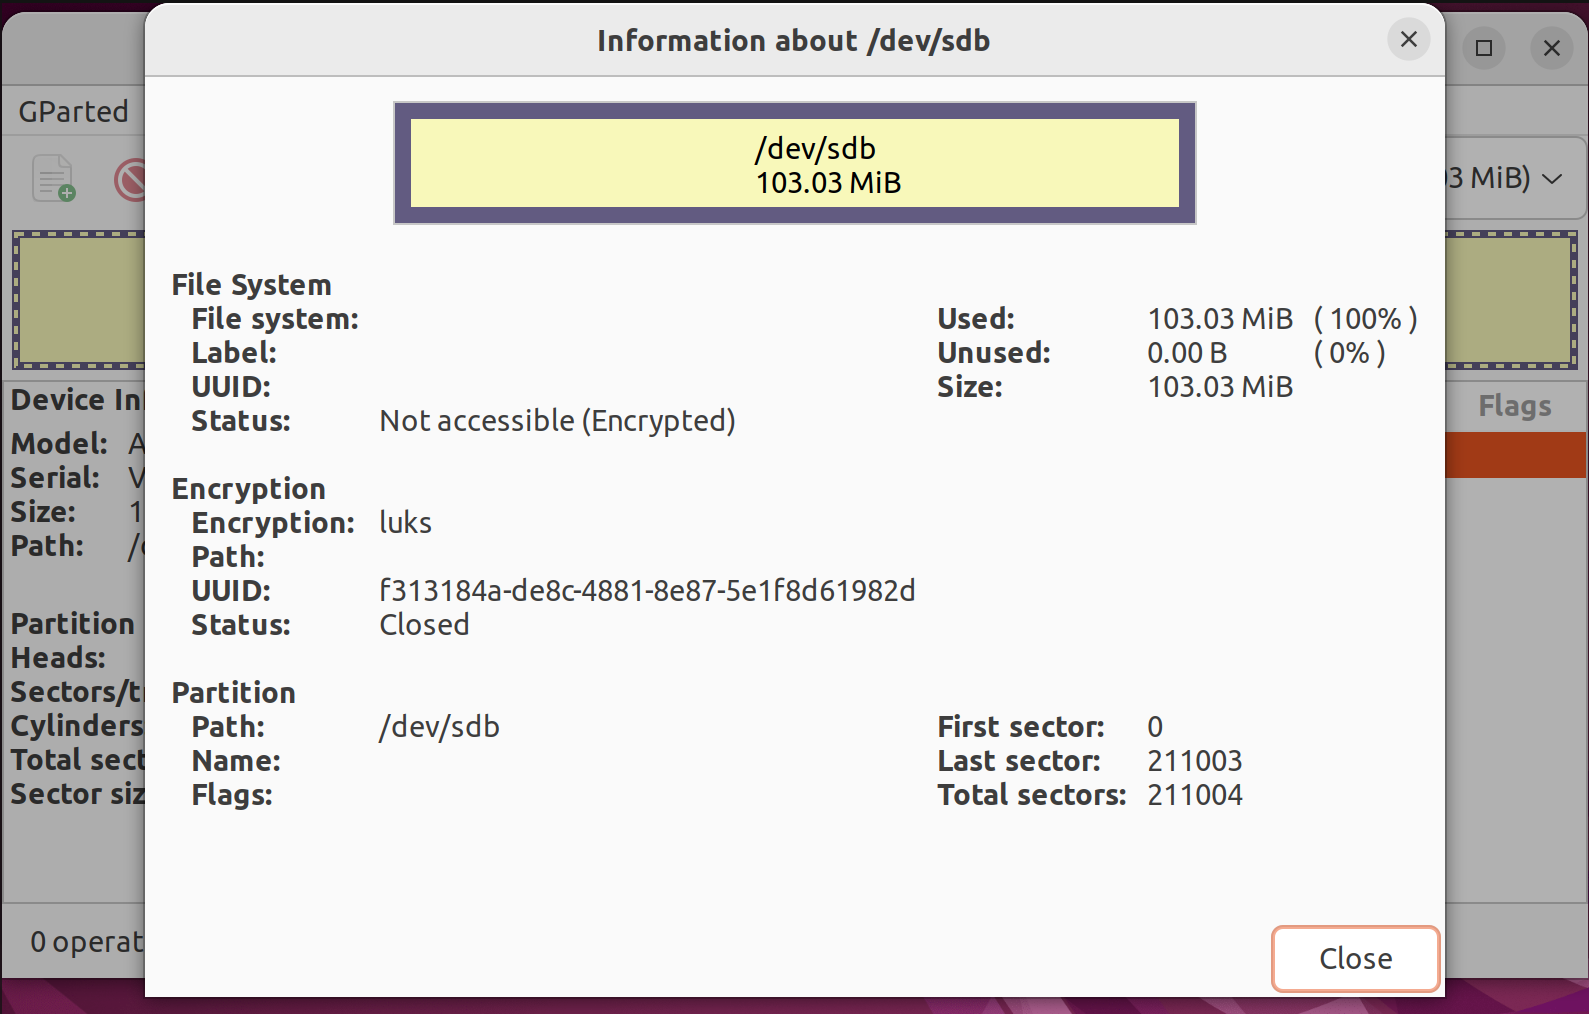 Information about /dev/sdb
GParted
/dev/sdb
103.03 MiB
3 MiB)
File System
File system:
Label:
UUID:
Status: Not accessible (Encrypted)
Used: 103.03 MiB ( 100% )
Unused: 0.00 B ( 0% )
Size: 103.03 MiB
Encryption
Encryption: luks
Path:
UUID: f313184a-de8c-4881-8e87-5e1f8d61982d
Status: Closed
Partition
Path: /dev/sdb
Name:
Flags:
First sector: 0
Last sector: 211003
Total sectors: 211004
Close
Device In
Model: A
Serial: V
Size: 1
Path: /
Partition
Heads:
Sectors/t
Cylinders
Total sect
Sector siz
Flags
0 operat